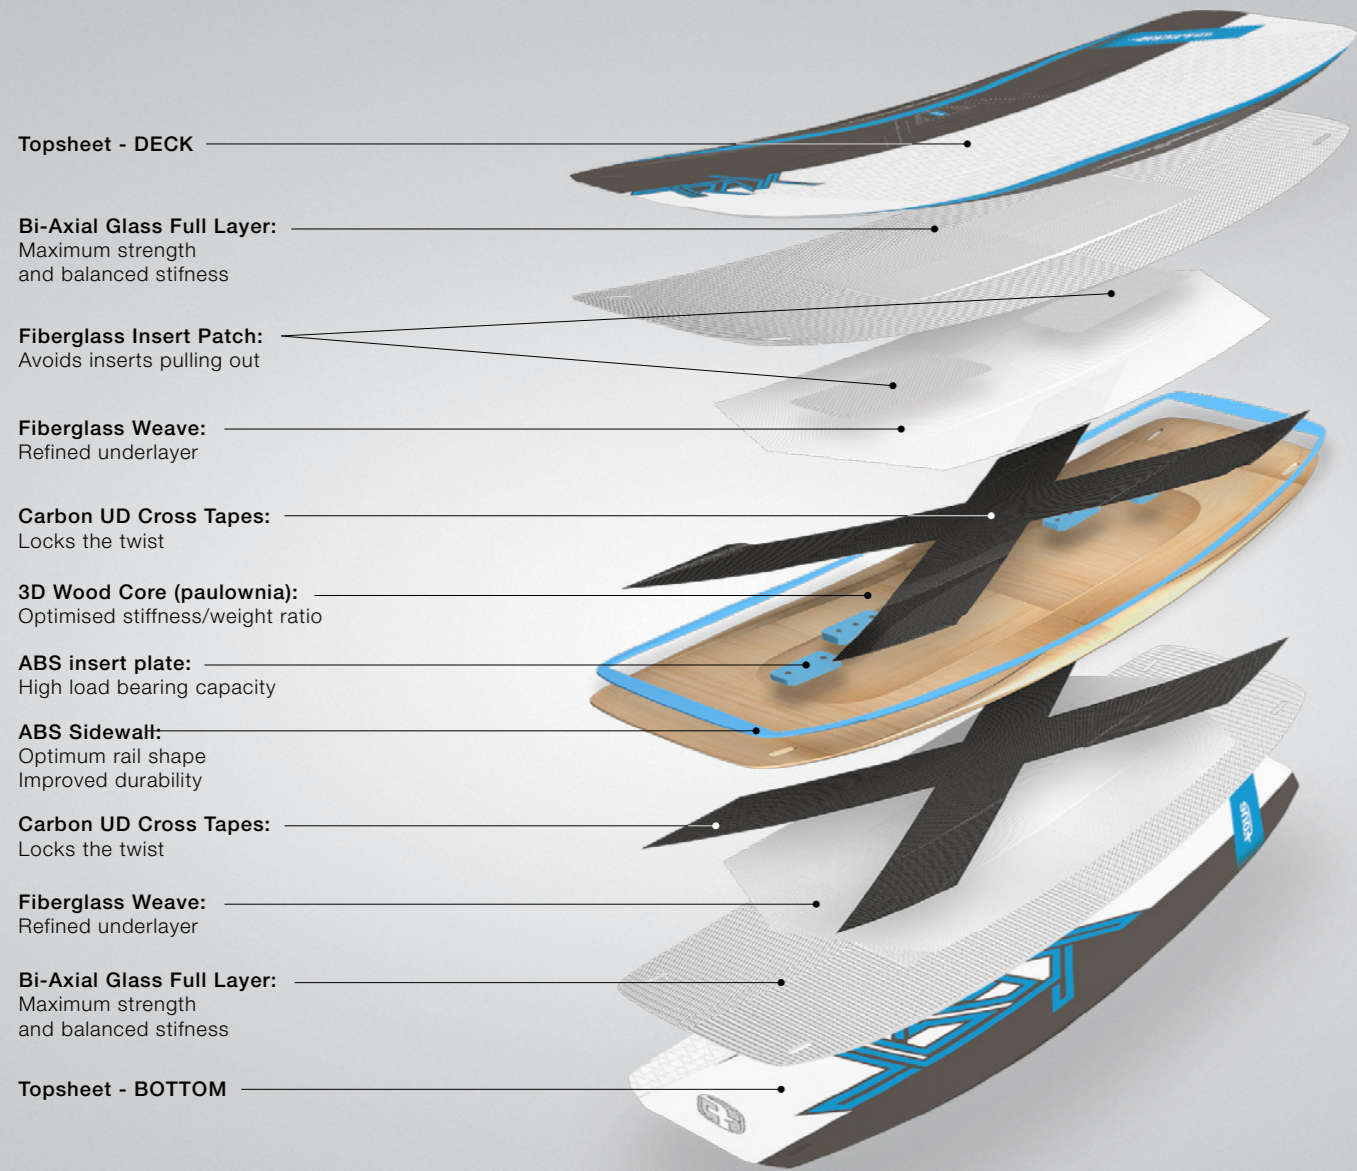 Topsheet - DECK
Bi-Axial Glass Full Layer:
Maximum strength
and balanced stifness
Fiberglass Insert Patch:
Avoids inserts pulling out
Fiberglass Weave:
Refined underlayer
Carbon UD Cross Tapes:
Locks the twist
3D Wood Core (paulownia):
Optimised stiffness/weight ratio
ABS insert plate:
High load bearing capacity
ABS Sidewall:
Optimum rail shape
Improved durability
Carbon UD Cross Tapes:
Locks the twist
Fiberglass Weave:
Refined underlayer
Bi-Axial Glass Full Layer:
Maximum strength
and balanced stifness
Topsheet - BOTTOM